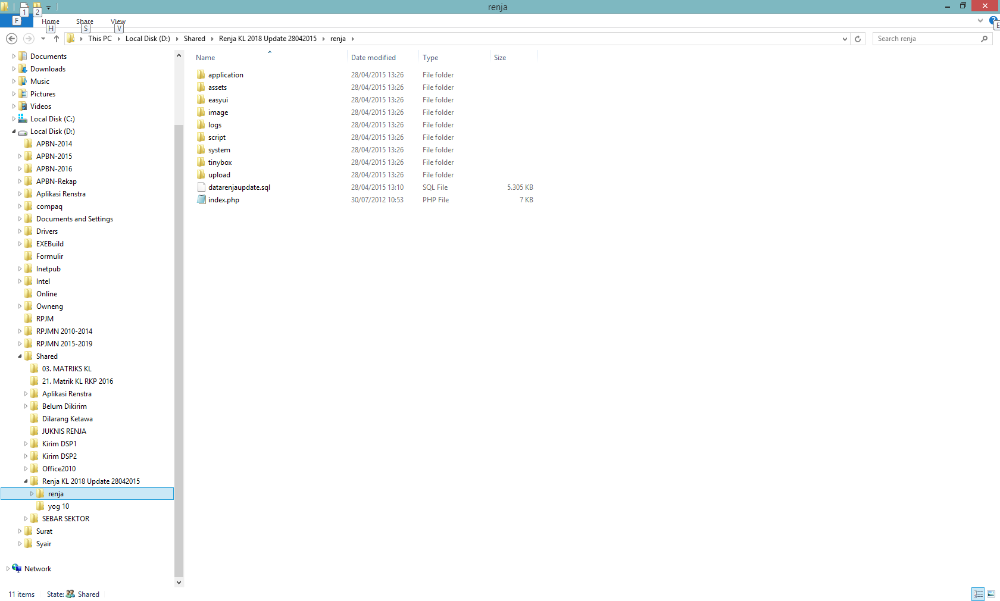 renja
1
2
F
Home
Share
View
H
S
V
E
This PC
Local Disk (D:)
Shared
Renja KL 2018 Update 28042015
renja
Search renja
Documents
Downloads
Music
Pictures
Videos
Local Disk (C:)
Local Disk (D:)
APBN-2014
APBN-2015
APBN-2016
APBN-Rekap
Aplikasi Renstra
compaq
Documents and Settings
Drivers
EXEBuild
Formulir
Inetpub
Intel
Online
Owneng
RPJM
RPJMN 2010-2014
RPJMN 2015-2019
Shared
03. MATRIKS KL
21. Matrik KL RKP 2016
Aplikasi Renstra
Belum Dikirim
Dilarang Ketawa
JUKNIS RENJA
Kirim DSP1
Kirim DSP2
Office2010
Renja KL 2018 Update 28042015
renja
yog 10
SEBAR SEKTOR
Surat
Syair
Network
Name Date modified Type Size
application 28/04/2015 13:26 File folder
assets 28/04/2015 13:26 File folder
easyui 28/04/2015 13:26 File folder
image 28/04/2015 13:26 File folder
logs 28/04/2015 13:26 File folder
script 28/04/2015 13:26 File folder
system 28/04/2015 13:26 File folder
tinybox 28/04/2015 13:26 File folder
upload 28/04/2015 13:26 File folder
datarenjaupdate.sql 28/04/2015 13:10 SQL File 5.305 KB
index.php 30/07/2012 10:53 PHP File 7 KB
11 items State: Shared